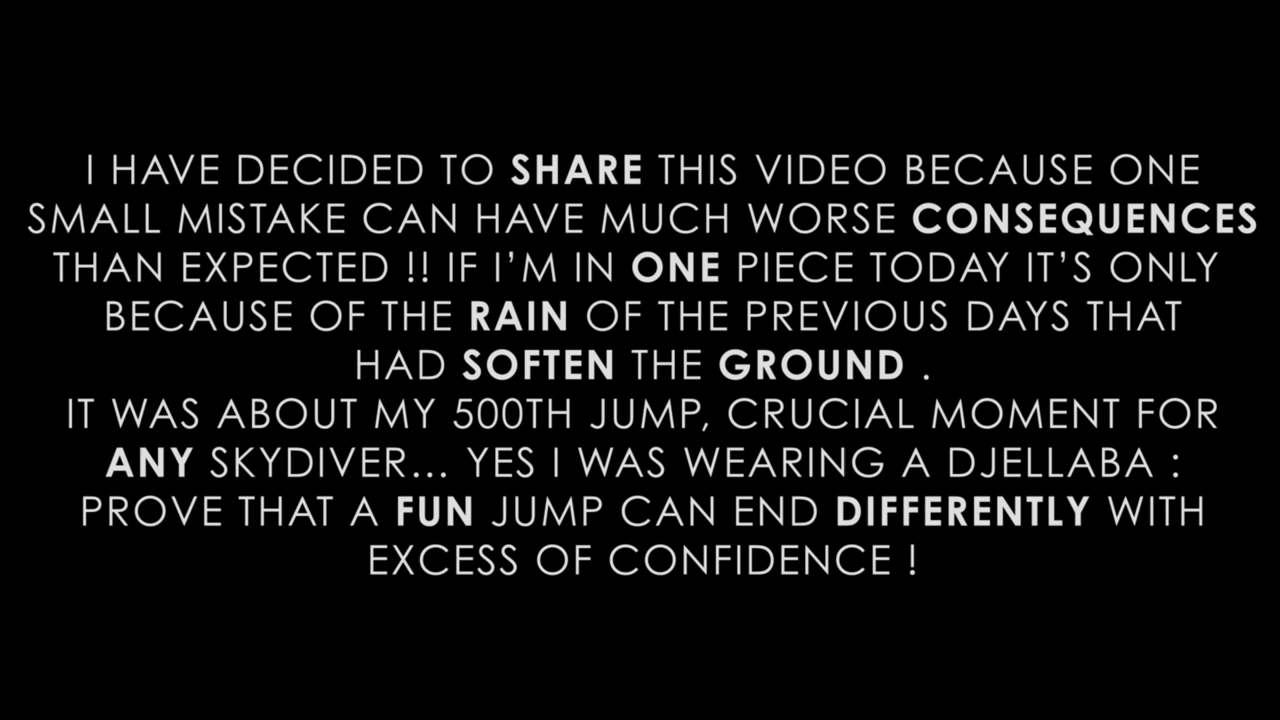 I HAVE DECIDED TO SHARE THIS VIDEO BECAUSE ONE
SMALL MISTAKE CAN HAVE MUCH WORSE CONSEQUENCES
THAN EXPECTED !! IF I’M IN ONE PIECE TODAY IT’S ONLY
BECAUSE OF THE RAIN OF THE PREVIOUS DAYS THAT
HAD SOFTEN THE GROUND .
IT WAS ABOUT MY 500TH JUMP, CRUCIAL MOMENT FOR
ANY SKYDIVER... YES I WAS WEARING A DJELLABA :
PROVE THAT A FUN JUMP CAN END DIFFERENTLY WITH
EXCESS OF CONFIDENCE !